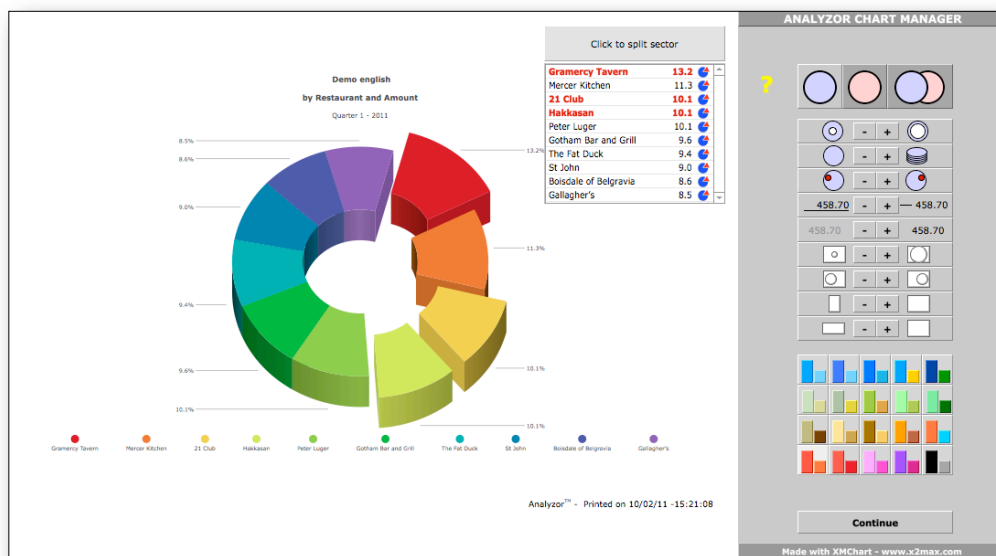 ANALYZOR CHART MANAGER
Click to split sector
Demo english
by Restaurant and Amount
Quarter 1 - 2011
Gramercy Tavern 13.2
Mercer Kitchen 11.3
21 Club 10.1
Hakkasan 10.1
Peter Luger 10.1
Gotham Bar and Grill 9.6
The Fat Duck 9.4
St John 9.0
Boisdale of Belgravia 8.6
Gallagher's 8.5
?
8.5%
8.6%
9.0%
9.4%
9.6%
10.1%
13.2%
11.3%
10.1%
10.1%
- +
- +
- +
458.70 - + 458.70
458.70 - + 458.70
- +
- +
- +
- +
Gramercy Tavern Mercer Kitchen 21 Club Hakkasan Peter Luger Gotham Bar and Grill The Fat Duck St John Boisdale of Belgravia Gallagher's
Analyzor™ - Printed on 10/02/11 -15:21:08
Continue
Made with XMChart - www.x2max.com